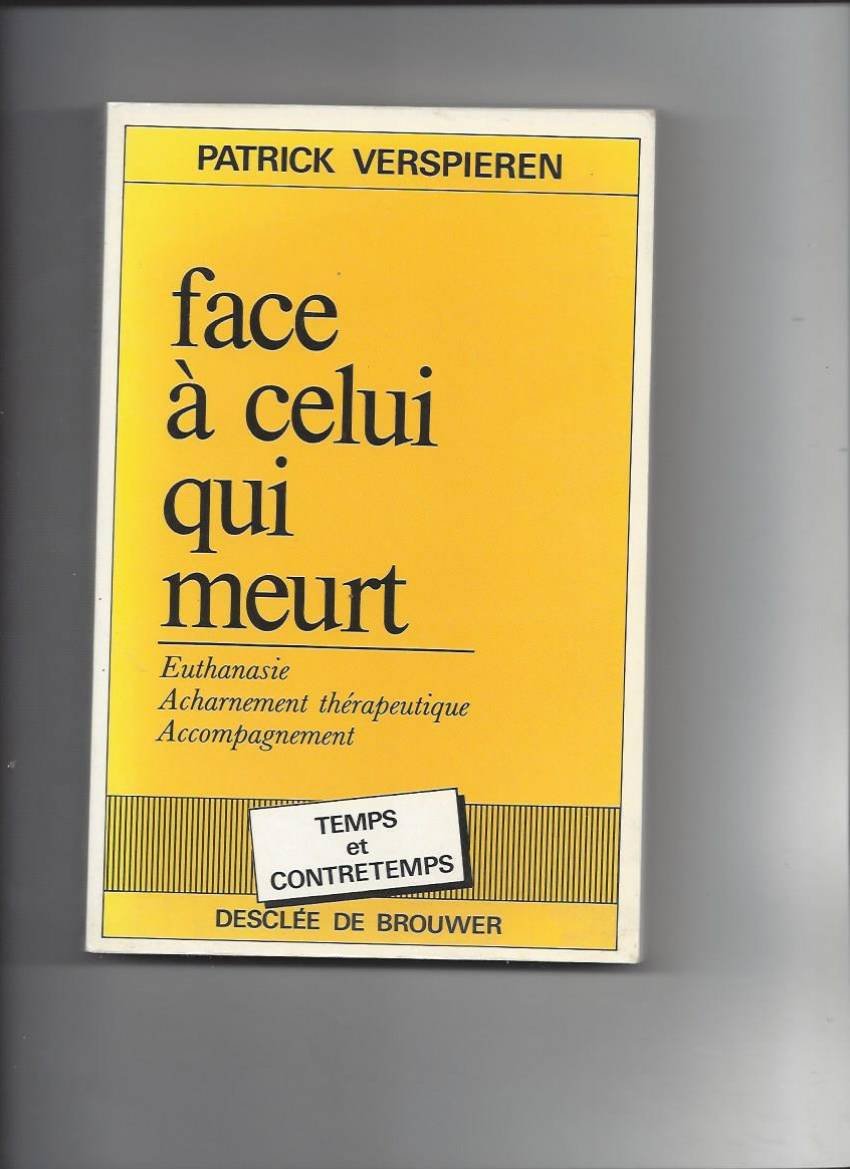 PATRICK VERSPIEREN
face
à celui
qui
meurt
Euthanasie
Acharnement thérapeutique
Accompagnement
TEMPS
et
CONTRETEMPS
DESCLÉE DE BROUWER